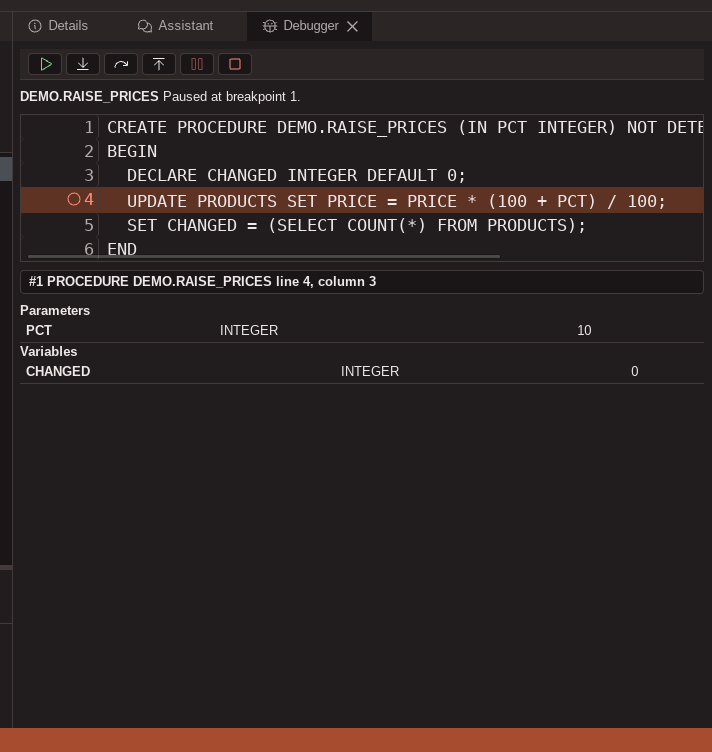 Details
Assistant
Debugger
DEMO.RAISE_PRICES Paused at breakpoint 1.
1 CREATE PROCEDURE DEMO.RAISE_PRICES (IN PCT INTEGER) NOT DETE
2 BEGIN
3 DECLARE CHANGED INTEGER DEFAULT 0;
4 UPDATE PRODUCTS SET PRICE = PRICE * (100 + PCT) / 100;
5 SET CHANGED = (SELECT COUNT(*) FROM PRODUCTS);
6 END
#1 PROCEDURE DEMO.RAISE_PRICES line 4, column 3
Parameters
PCT INTEGER 10
Variables
CHANGED INTEGER 0